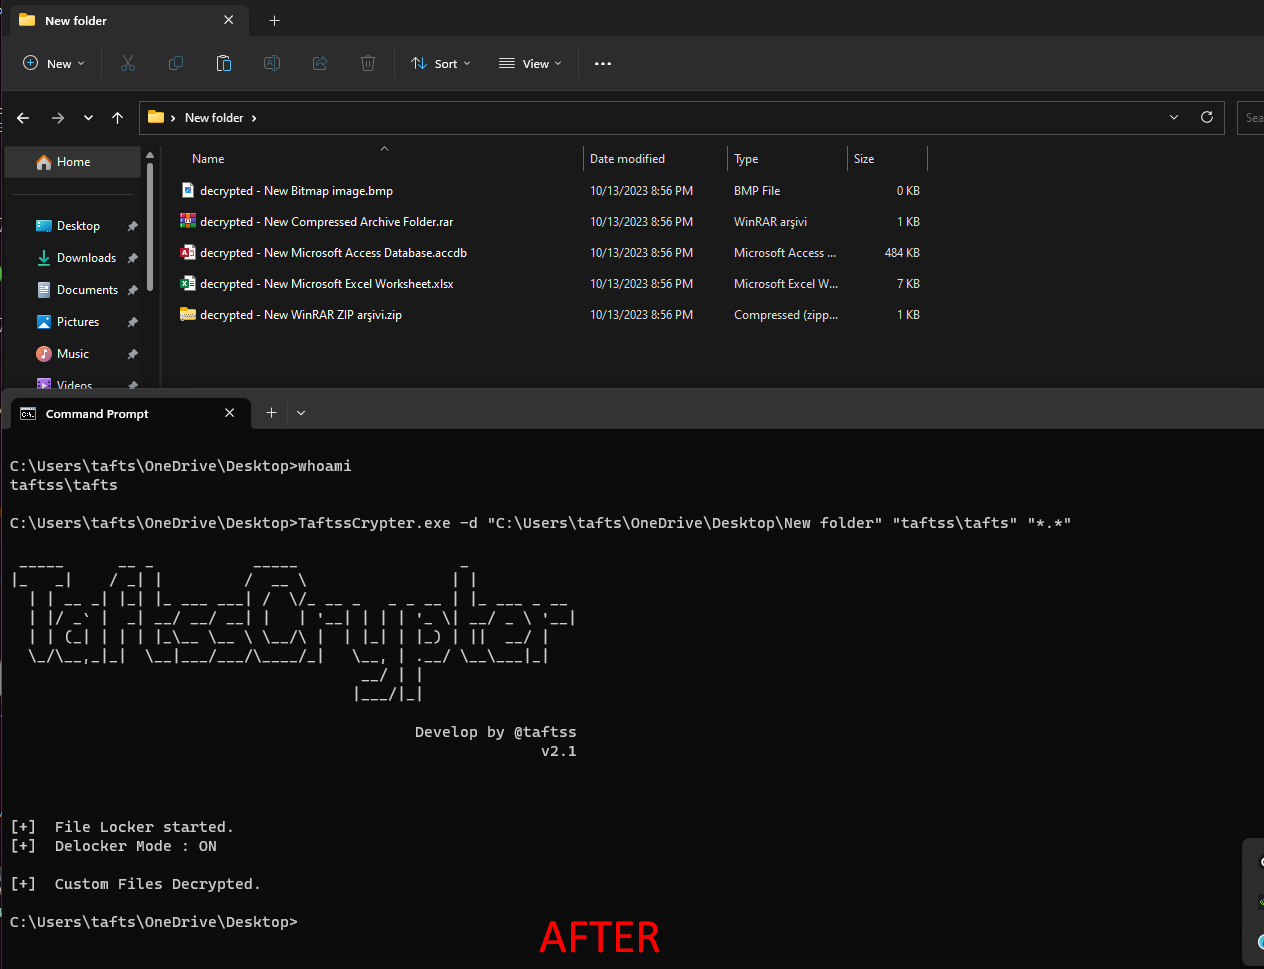 New folder
New
Sort
View
New folder
Sea
Home
Name
Date modified
Type
Size
decrypted - New Bitmap image.bmp 10/13/2023 8:56 PM BMP File 0 KB
Desktop
decrypted - New Compressed Archive Folder.rar 10/13/2023 8:56 PM WinRAR arşivi 1 KB
Downloads
decrypted - New Microsoft Access Database.accdb 10/13/2023 8:56 PM Microsoft Access ... 484 KB
Documents
decrypted - New Microsoft Excel Worksheet.xlsx 10/13/2023 8:56 PM Microsoft Excel W... 7 KB
Pictures
decrypted - New WinRAR ZIP arşivi.zip 10/13/2023 8:56 PM Compressed (zipp... 1 KB
Music
Videos
Command Prompt
C:\Users\tafts\OneDrive\Desktop>whoami
taftss\tafts
C:\Users\tafts\OneDrive\Desktop>TaftssCrypter.exe -d "C:\Users\tafts\OneDrive\Desktop\New folder" "taftss\tafts" "*.*"
TaftssCrypter
Develop by @taftss
v2.1
[+] File Locker started.
[+] Delocker Mode : ON
[+] Custom Files Decrypted.
C:\Users\tafts\OneDrive\Desktop>
AFTER